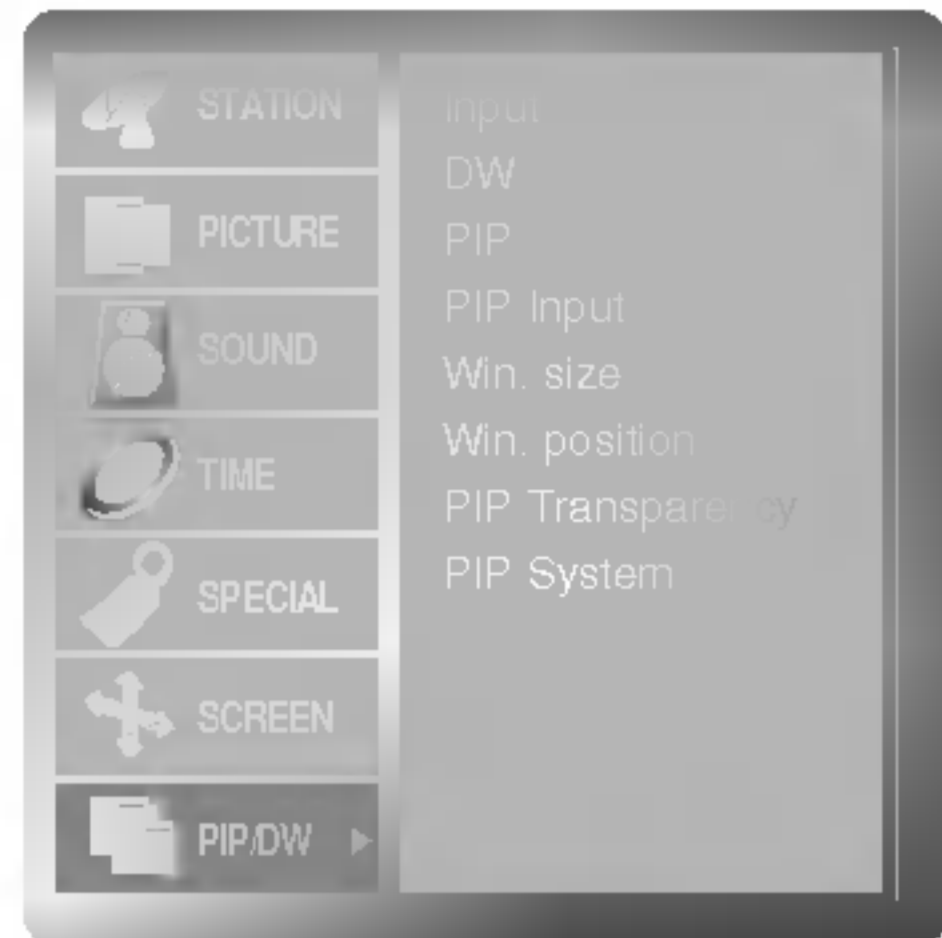 STATION
PICTURE
SOUND
TIME
SPECIAL
SCREEN
PIP/DW
Input
DW
PIP
PIP Input
Win. size
Win. position
PIP Transparency
PIP System